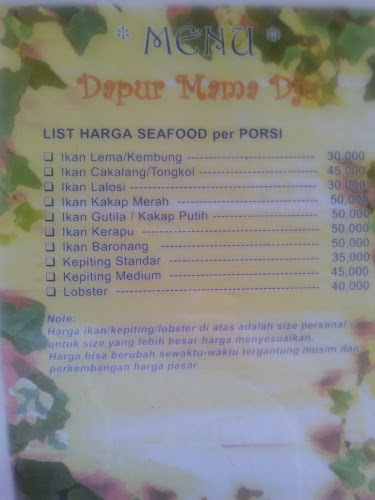 * MENU *
Dapur Mama Dje
LIST HARGA SEAFOOD per PORSI
❑ Ikan Lema/Kembung ---------- 30.000
❑ Ikan Cakalang/Tongkol ---------- 45.000
❑ Ikan Lalosi ---------- 30.000
❑ Ikan Kakap Merah ---------- 50.000
❑ Ikan Gutila / Kakap Putih ---------- 50.000
❑ Ikan Kerapu ---------- 50.000
❑ Ikan Baronang ---------- 50.000
❑ Kepiting Standar ---------- 35.000
❑ Kepiting Medium ---------- 45.000
❑ Lobster ---------- 40.000
Note:
Harga ikan/kepiting/lobster di atas adalah size personal
untuk size yang lebih besar harga menyesuaikan.
Harga bisa berubah sewaktu-waktu tergantung musim dan
perkembangan harga pasar